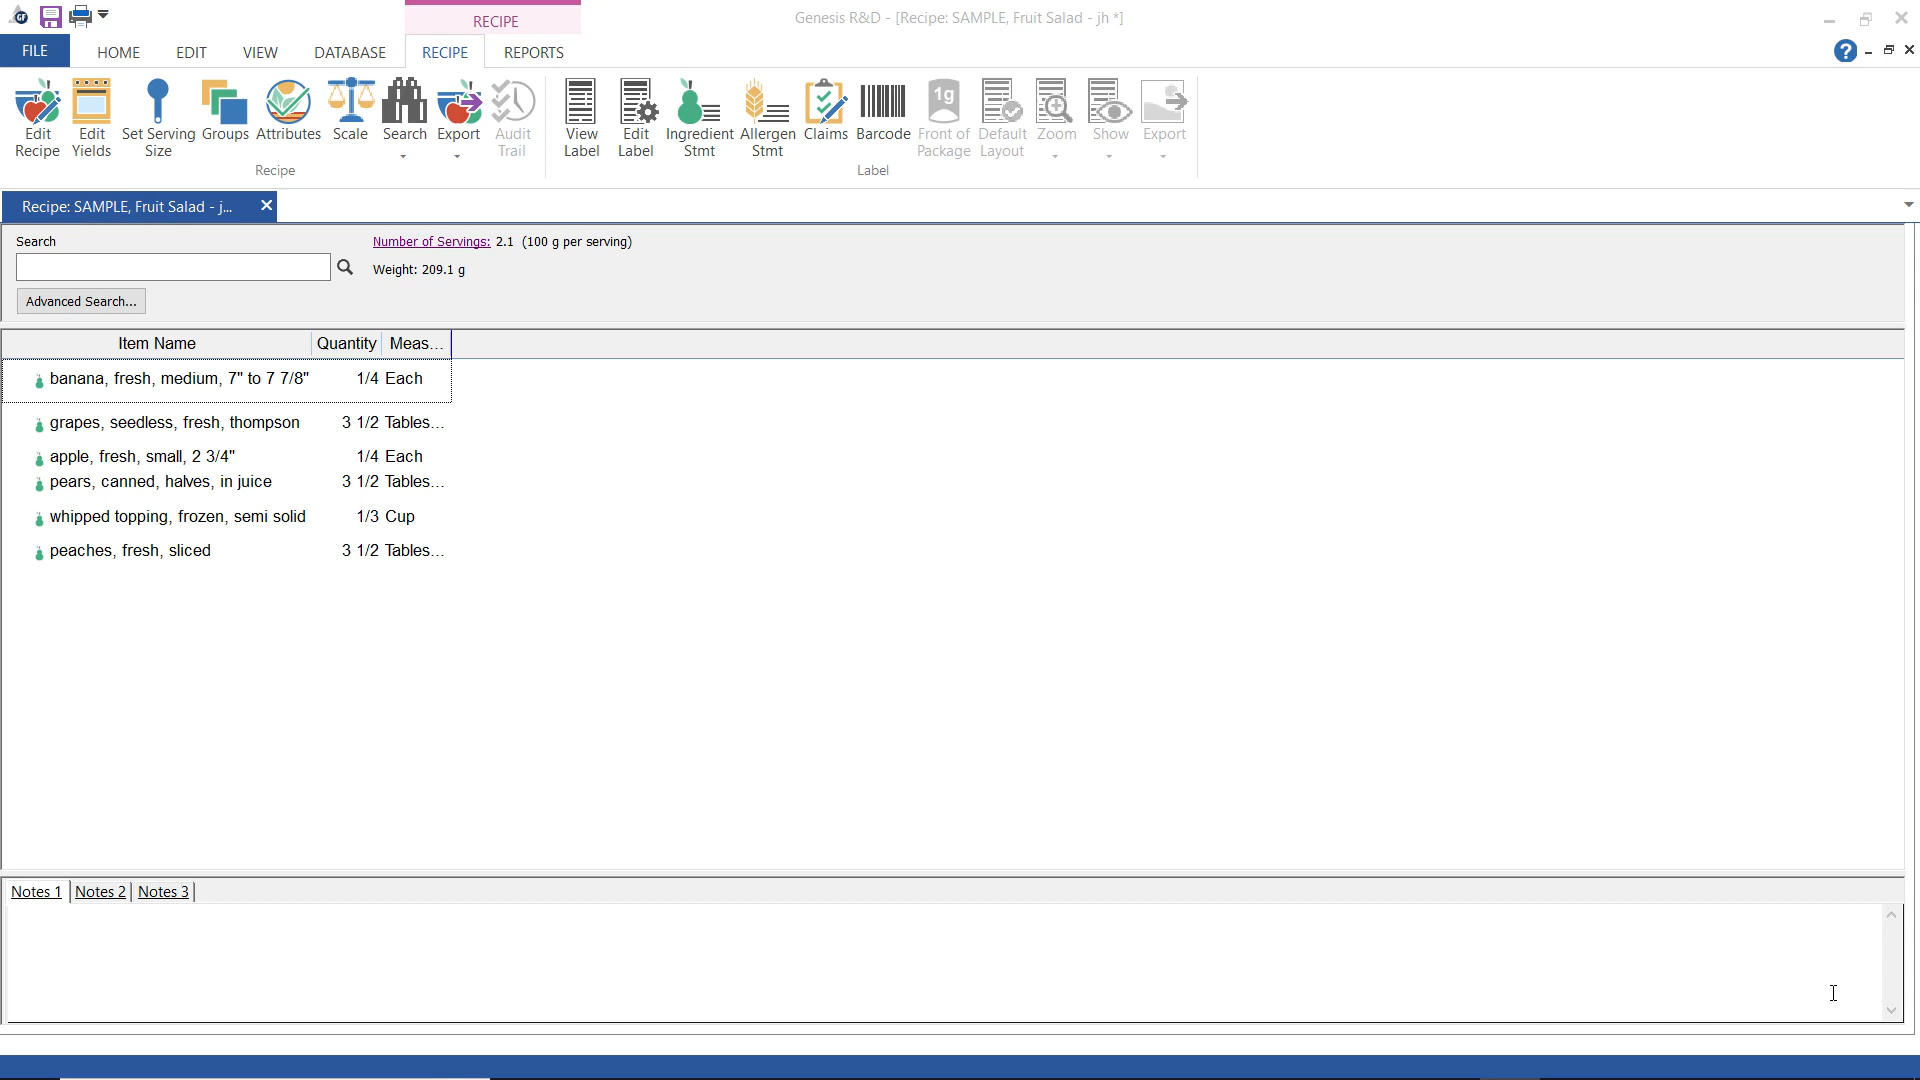 RECIPE
Genesis R&D - [Recipe: SAMPLE, Fruit Salad - jh *]
FILE HOME EDIT VIEW DATABASE RECIPE REPORTS
Edit Recipe
Edit Yields
Set Serving Size
Groups
Attributes
Scale
Search
Export
Audit Trail
Recipe
View Label
Edit Label
Ingredient Stmt
Allergen Stmt
Claims
Barcode
1g
Front of Package
Default Layout
Zoom
Show
Export
Label
Recipe: SAMPLE, Fruit Salad - j...
Search
Number of Servings: 2.1 (100 g per serving)
Weight: 209.1 g
Advanced Search...
Item Name Quantity Meas...
banana, fresh, medium, 7" to 7 7/8" 1/4 Each
grapes, seedless, fresh, thompson 3 1/2 Tables...
apple, fresh, small, 2 3/4" 1/4 Each
pears, canned, halves, in juice 3 1/2 Tables...
whipped topping, frozen, semi solid 1/3 Cup
peaches, fresh, sliced 3 1/2 Tables...
Notes 1 Notes 2 Notes 3